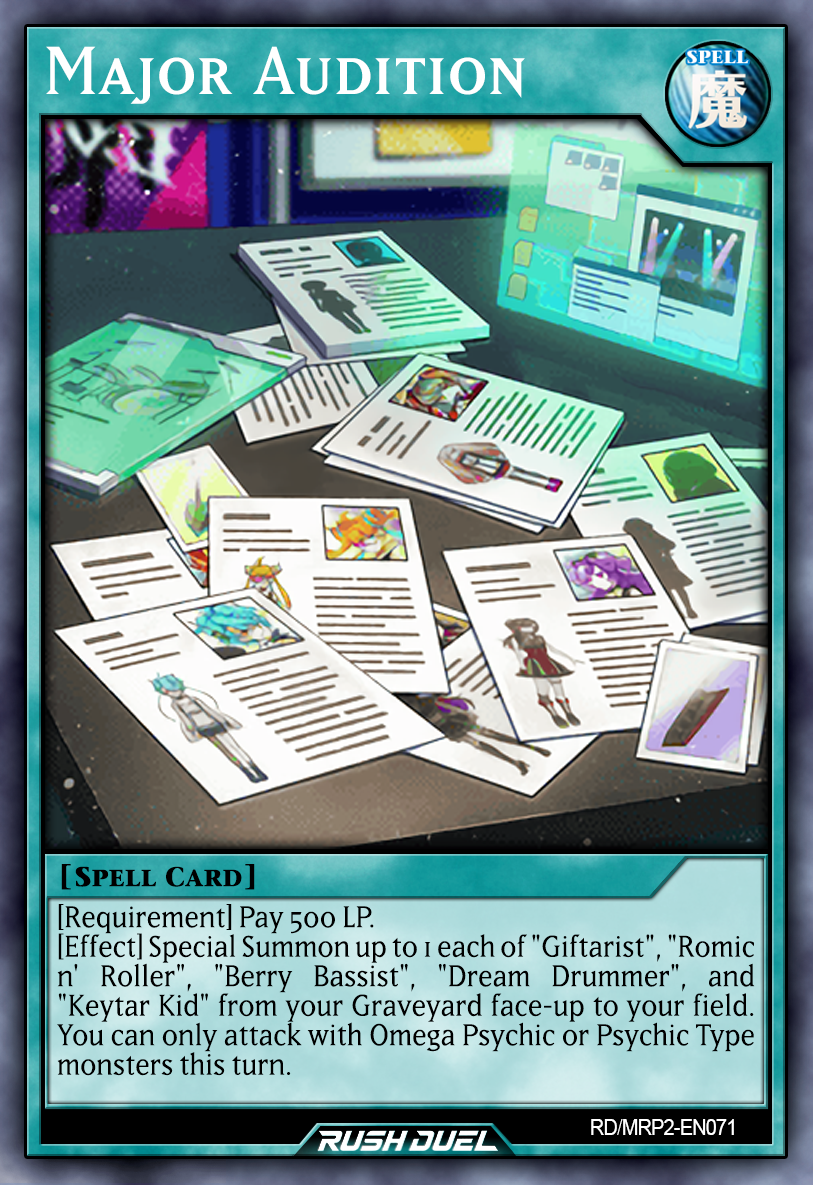 MAJOR AUDITION
SPELL
魔
[SPELL CARD]
[Requirement] Pay 500 LP.
[Effect] Special Summon up to 1 each of "Giftarist", "Romic
n' Roller", "Berry Bassist", "Dream Drummer", and
"Keytar Kid" from your Graveyard face-up to your field.
You can only attack with Omega Psychic or Psychic Type
monsters this turn.
RUSH DUEL
RD/MRP2-EN071